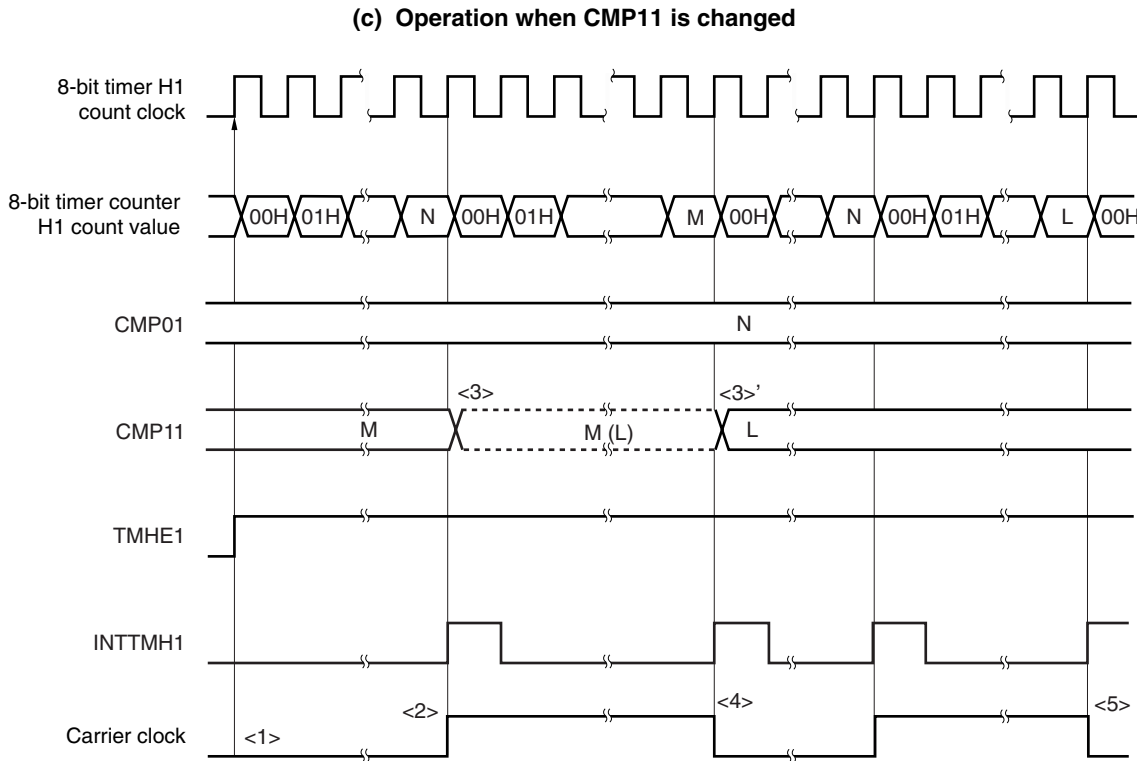 (c) Operation when CMP11 is changed
8-bit timer H1
count clock
8-bit timer counter
H1 count value
00H 01H N 00H 01H M 00H N 00H 01H L 00H
CMP01
N
<3> <3>’
CMP11
M M (L) L
TMHE1
INTTMH1
<2> <4> <5>
Carrier clock <1>